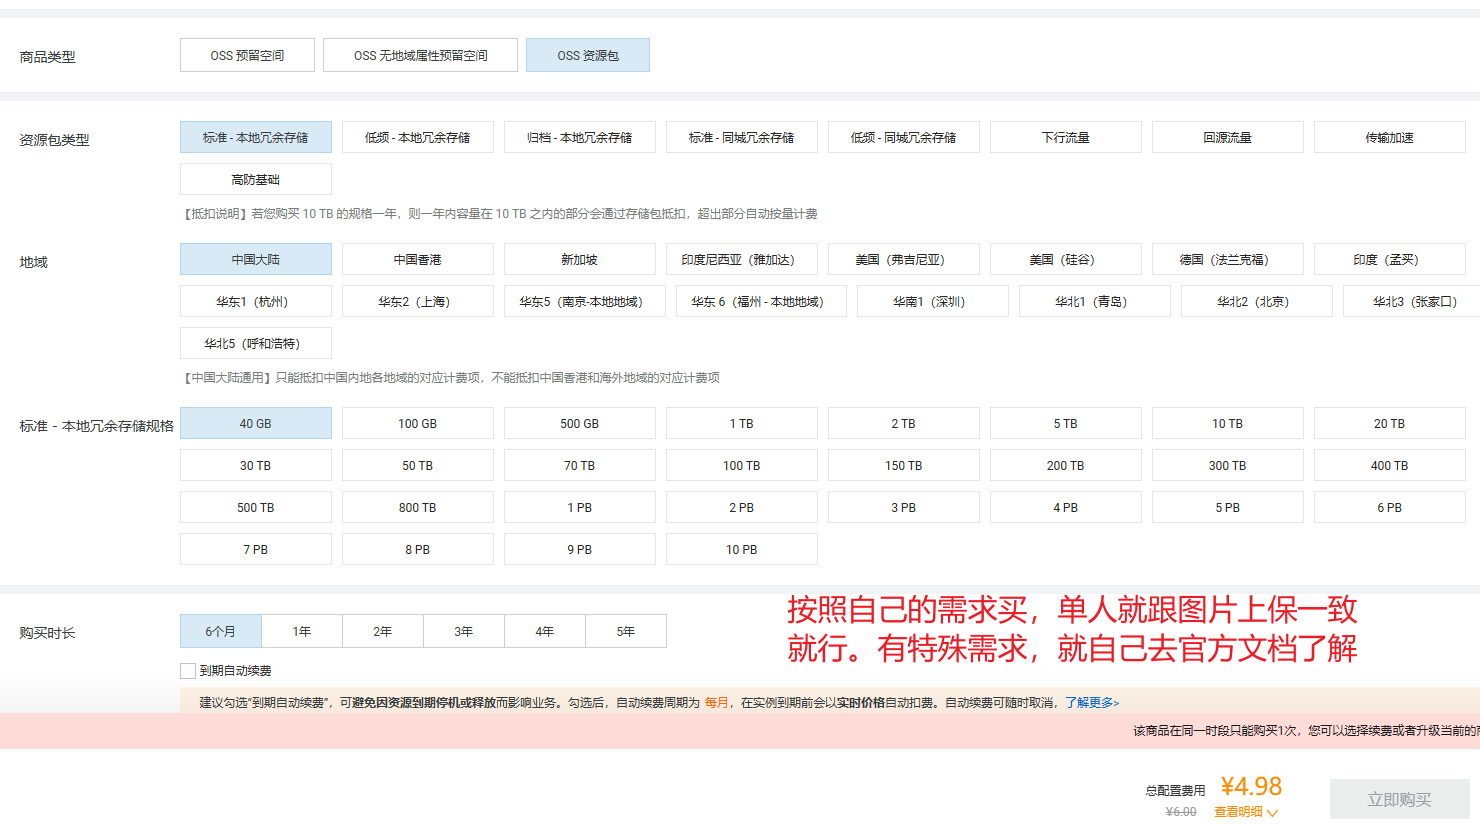 商品类型
OSS 预留空间
OSS 无地域属性预留空间
OSS 资源包
资源包类型
标准 - 本地冗余存储
低频 - 本地冗余存储
归档 - 本地冗余存储
标准 - 同城冗余存储
低频 - 同城冗余存储
下行流量
回源流量
传输加速
高防基础
【抵扣说明】若您购买 10 TB 的规格一年，则一年内容量在 10 TB 之内的部分会通过存储包抵扣，超出部分自动按量计费
地域
中国大陆
中国香港
新加坡
印度尼西亚（雅加达）
美国（弗吉尼亚）
美国（硅谷）
德国（法兰克福）
印度（孟买）
华东1（杭州）
华东2（上海）
华东5（南京-本地地域）
华东 6（福州 - 本地地域）
华南1（深圳）
华北1（青岛）
华北2（北京）
华北3（张家口）
华北5（呼和浩特）
【中国大陆通用】只能抵扣中国内地各地域的对应计费项，不能抵扣中国香港和海外地域的对应计费项
标准 - 本地冗余存储规格
40 GB
100 GB
500 GB
1 TB
2 TB
5 TB
10 TB
20 TB
30 TB
50 TB
70 TB
100 TB
150 TB
200 TB
300 TB
400 TB
500 TB
800 TB
1 PB
2 PB
3 PB
4 PB
5 PB
6 PB
7 PB
8 PB
9 PB
10 PB
购买时长
6个月
1年
2年
3年
4年
5年
按照自己的需求买，单人就跟图片上保一致
就行。有特殊需求，就自己去官方文档了解
到期自动续费
建议勾选“到期自动续费”，可避免因资源到期停机或释放而影响业务。勾选后，自动续费周期为 每月，在实例到期前会以实时价格自动扣费。自动续费可随时取消，了解更多>
该商品在同一时段只能购买1次，您可以选择续费或者升级当前的
总配置费用
¥4.98
¥6.00
查看明细
立即购买